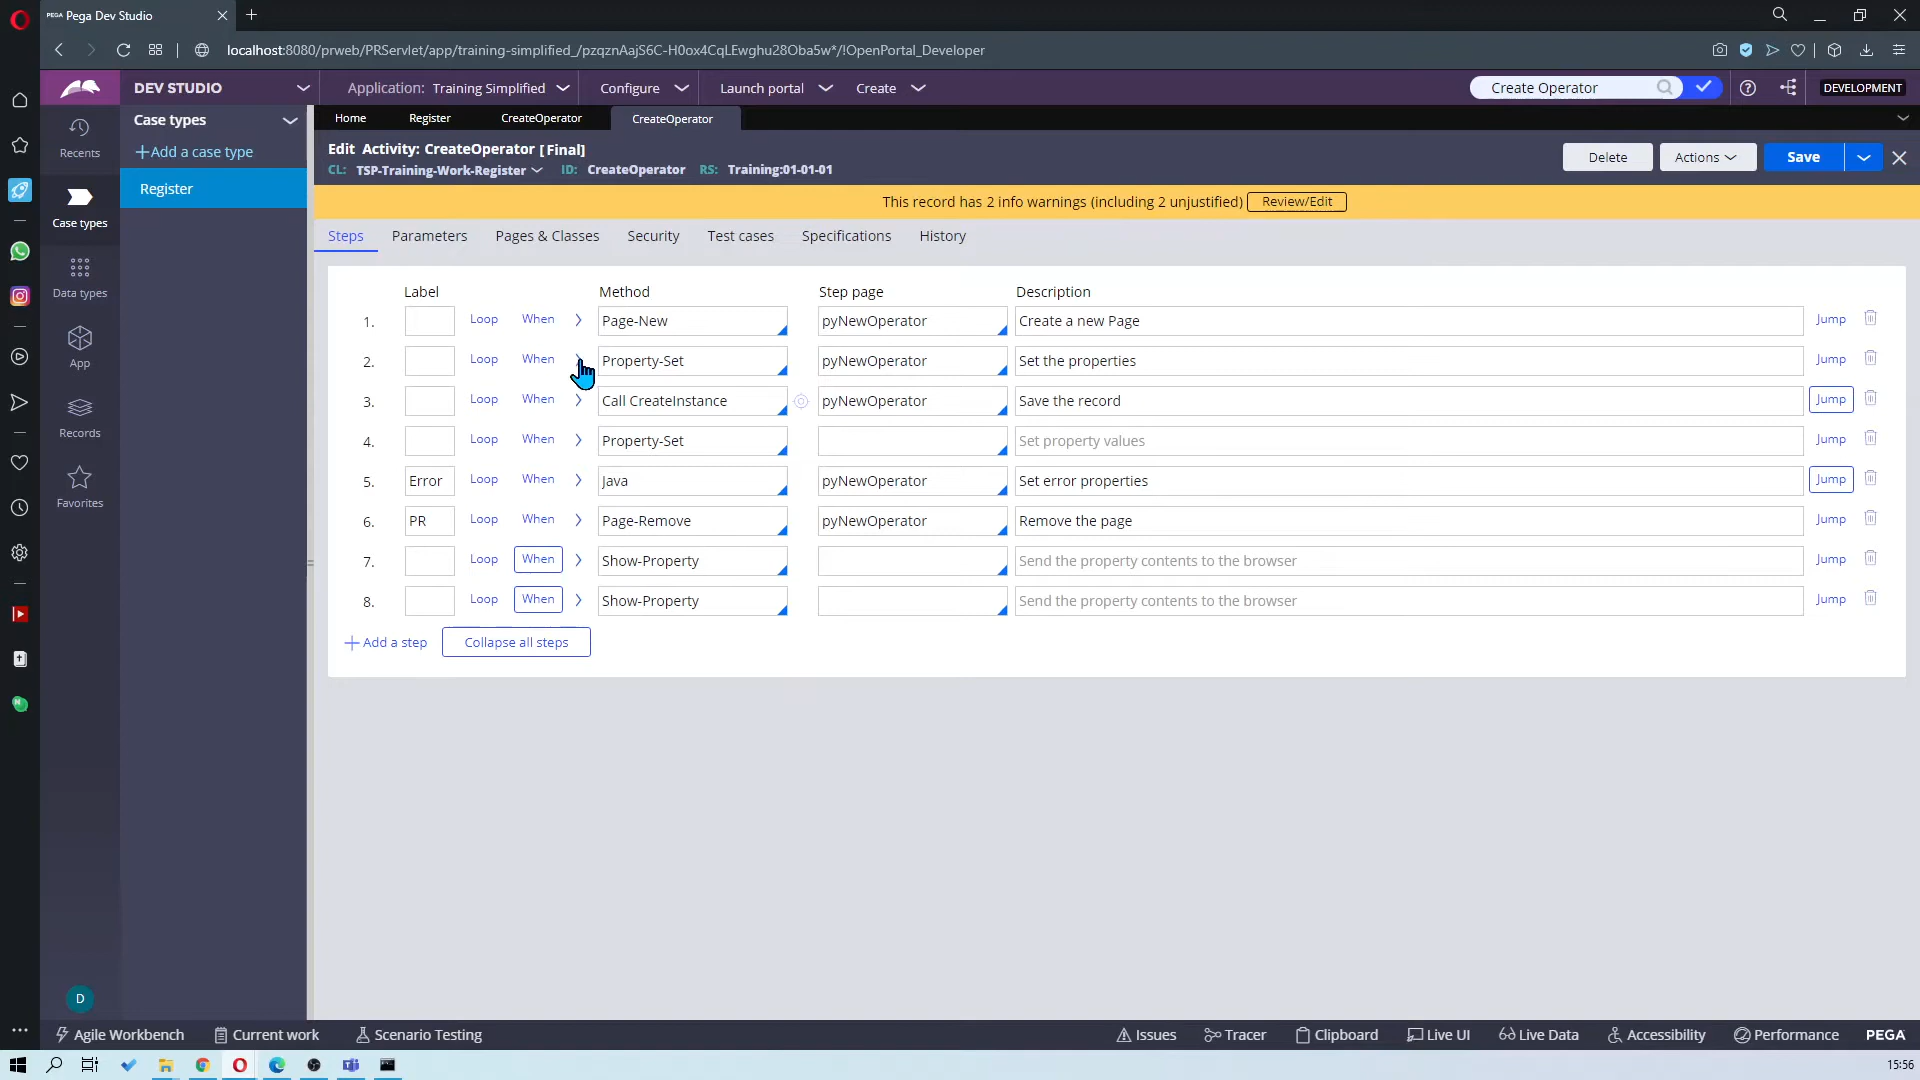 PEGA Pega Dev Studio
localhost:8080/prweb/PRServlet/app/training-simplified_/pzqznAajS6C-H0ox4CqLEwghu28Oba5w*/!OpenPortal_Developer
DEV STUDIO
Application: Training Simplified
Configure
Launch portal
Create
Create Operator
DEVELOPMENT
Recents
Case types
Data types
App
Records
Favorites
D
Case types
Add a case type
Register
Home
Register
CreateOperator
CreateOperator
Edit Activity: CreateOperator [Final]
CL: TSP-Training-Work-Register ID: CreateOperator RS: Training:01-01-01
Delete
Actions
Save
This record has 2 info warnings (including 2 unjustified) Review/Edit
Steps Parameters Pages & Classes Security Test cases Specifications History
Label Method Step page Description
1. Loop When Page-New pyNewOperator Create a new Page Jump
2. Loop When Property-Set pyNewOperator Set the properties Jump
3. Loop When Call CreateInstance pyNewOperator Save the record Jump
4. Loop When Property-Set Set property values Jump
5. Error Loop When Java pyNewOperator Set error properties Jump
6. PR Loop When Page-Remove pyNewOperator Remove the page Jump
7. Loop When Show-Property Send the property contents to the browser Jump
8. Loop When Show-Property Send the property contents to the browser Jump
Add a step Collapse all steps
Agile Workbench Current work Scenario Testing Issues Tracer Clipboard Live UI Live Data Accessibility Performance PEGA
15:56